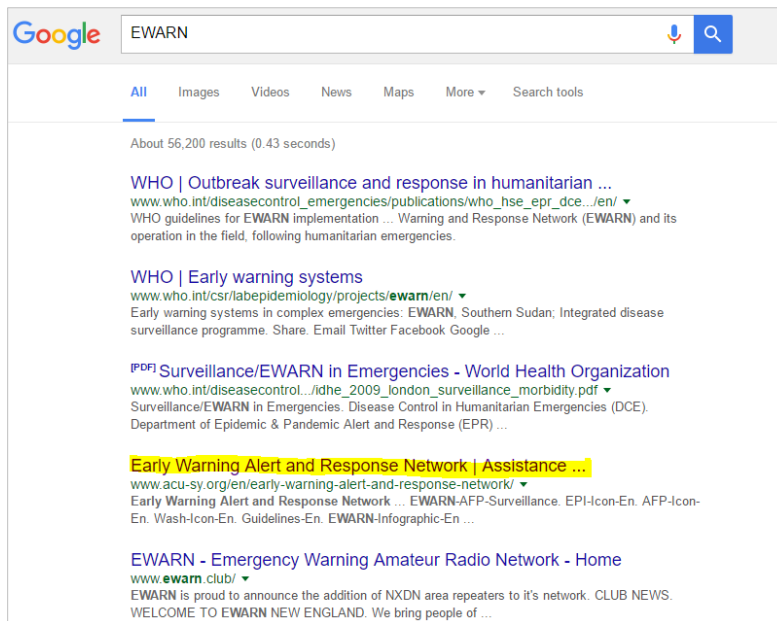 Google
EWARN
All Images Videos News Maps More Search tools
About 56,200 results (0.43 seconds)
WHO | Outbreak surveillance and response in humanitarian ...
www.who.int/diseasecontrol_emergencies/publications/who_hse_epr_dce.../en/
WHO guidelines for EWARN implementation ... Warning and Response Network (EWARN) and its
operation in the field, following humanitarian emergencies.
WHO | Early warning systems
www.who.int/csr/labepidemiology/projects/ewarn/en/
Early warning systems in complex emergencies: EWARN, Southern Sudan; Integrated disease
surveillance programme. Share. Email Twitter Facebook Google ...
[PDF] Surveillance/EWARN in Emergencies - World Health Organization
www.who.int/diseasecontrol.../idhe_2009_london_surveillance_morbidity.pdf
Surveillance/EWARN in Emergencies. Disease Control in Humanitarian Emergencies (DCE).
Department of Epidemic & Pandemic Alert and Response (EPR) ...
Early Warning Alert and Response Network | Assistance ...
www.acu-sy.org/en/early-warning-alert-and-response-network/
Early Warning Alert and Response Network ... EWARN-AFP-Surveillance. EPI-Icon-En. AFP-Icon-
En. Wash-Icon-En. Guidelines-En. EWARN-Infographic-En ...
EWARN - Emergency Warning Amateur Radio Network - Home
www.ewarn.club/
EWARN is proud to announce the addition of NXDN area repeaters to it's network. CLUB NEWS.
WELCOME TO EWARN NEW ENGLAND. We bring people of ...